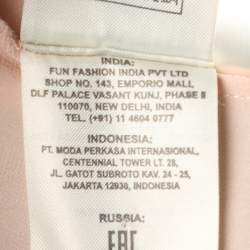 INDIA:
FUN FASHION INDIA PVT LTD
SHOP NO. 143, EMPORIO MALL
DLF PALACE VASANT KUNJ, PHASE II
110070, NEW DELHI, INDIA
TEL. (+91) 11 4604 0777
INDONESIA:
PT. MODA PERKASA INTERNACIONAL,
CENTENNIAL TOWER LT. 28,
JL. GATOT SUBROTO KAV. 24 - 25,
JAKARTA 12930, INDONESIA
RUSSIA:
EAC